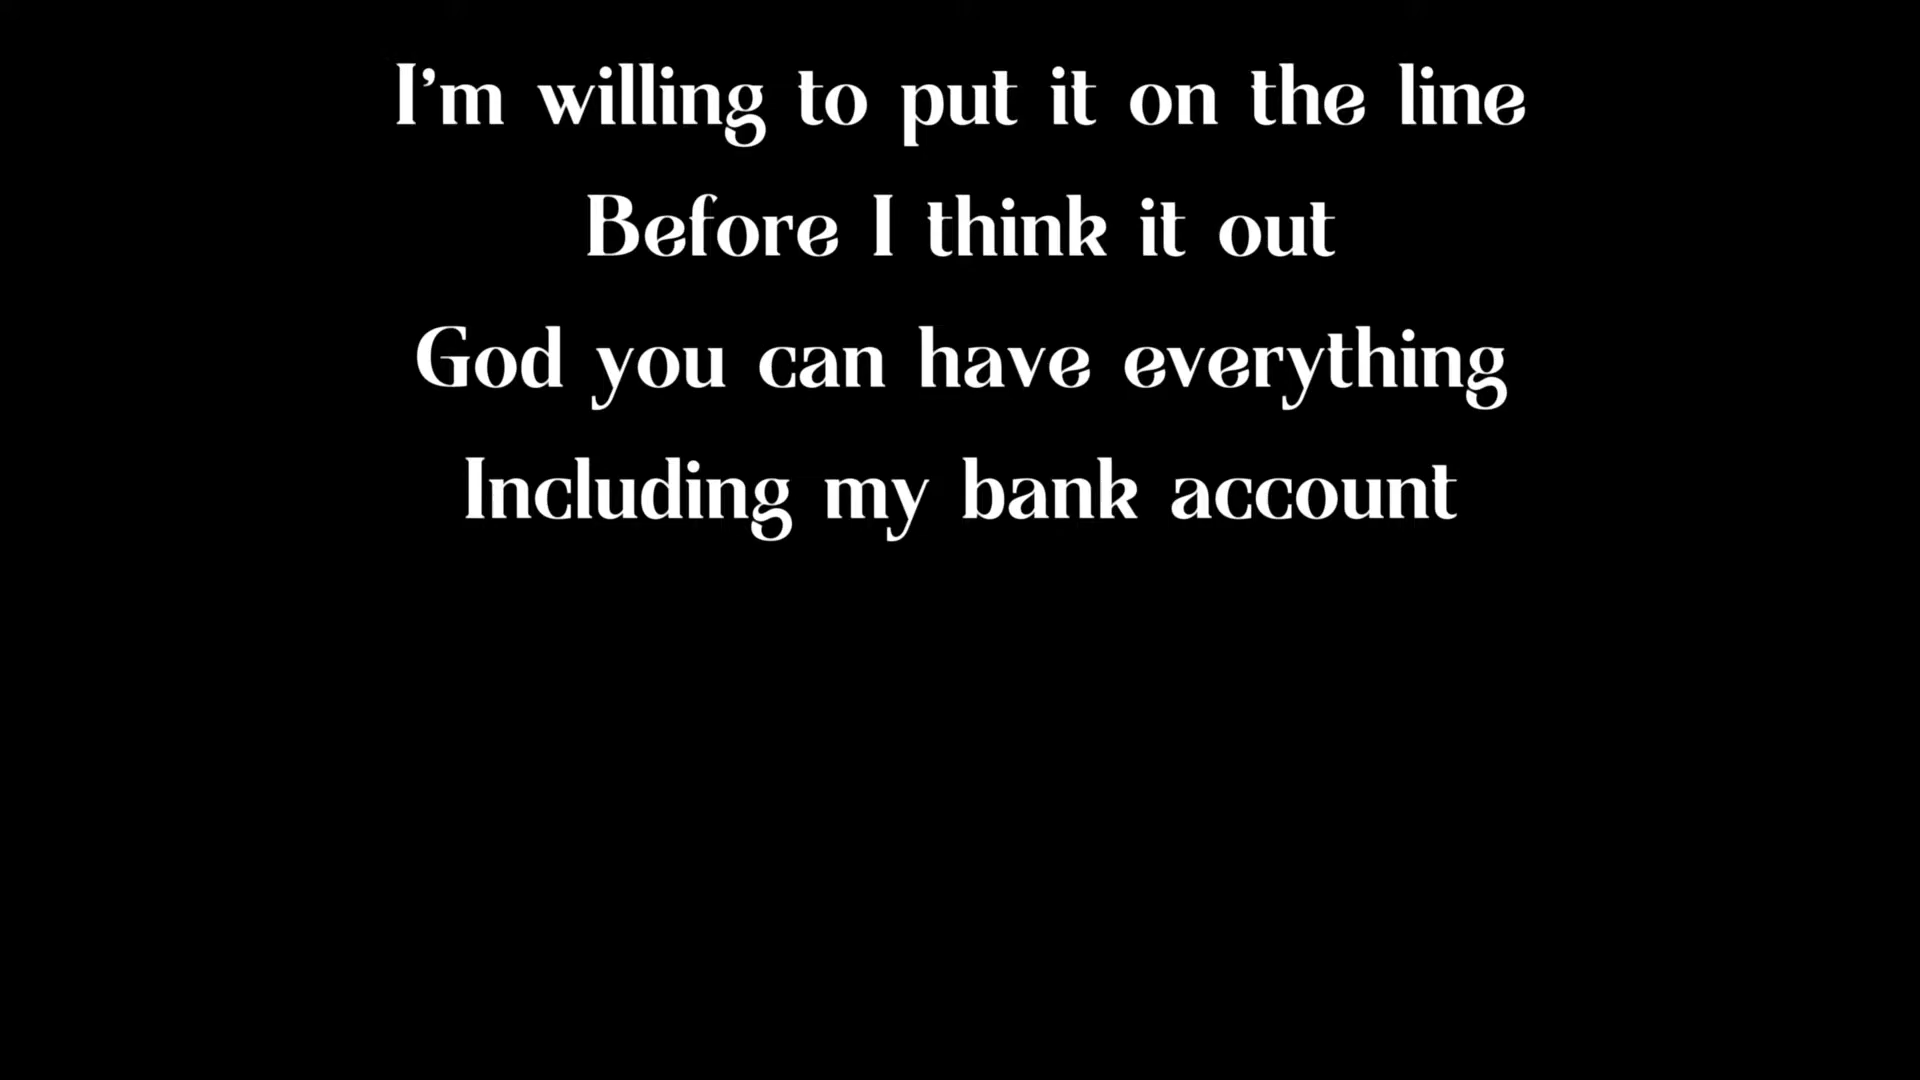 I’m willing to put it on the line
Before I think it out
God you can have everything
Including my bank account